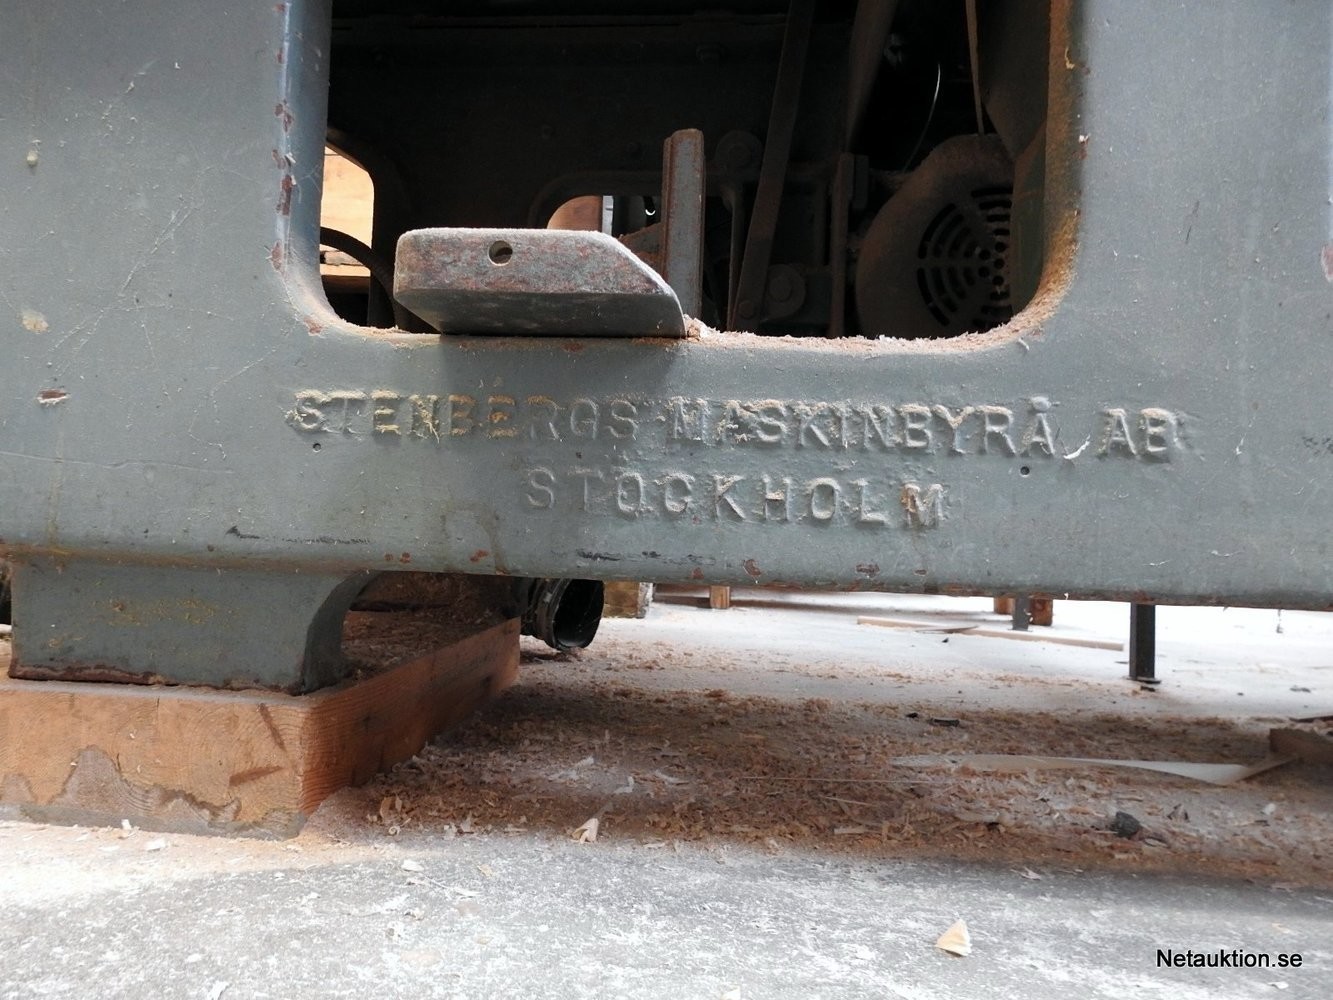 STENBERGS MASKINBYRÅ AB
STOCKHOLM
Netauktion.se